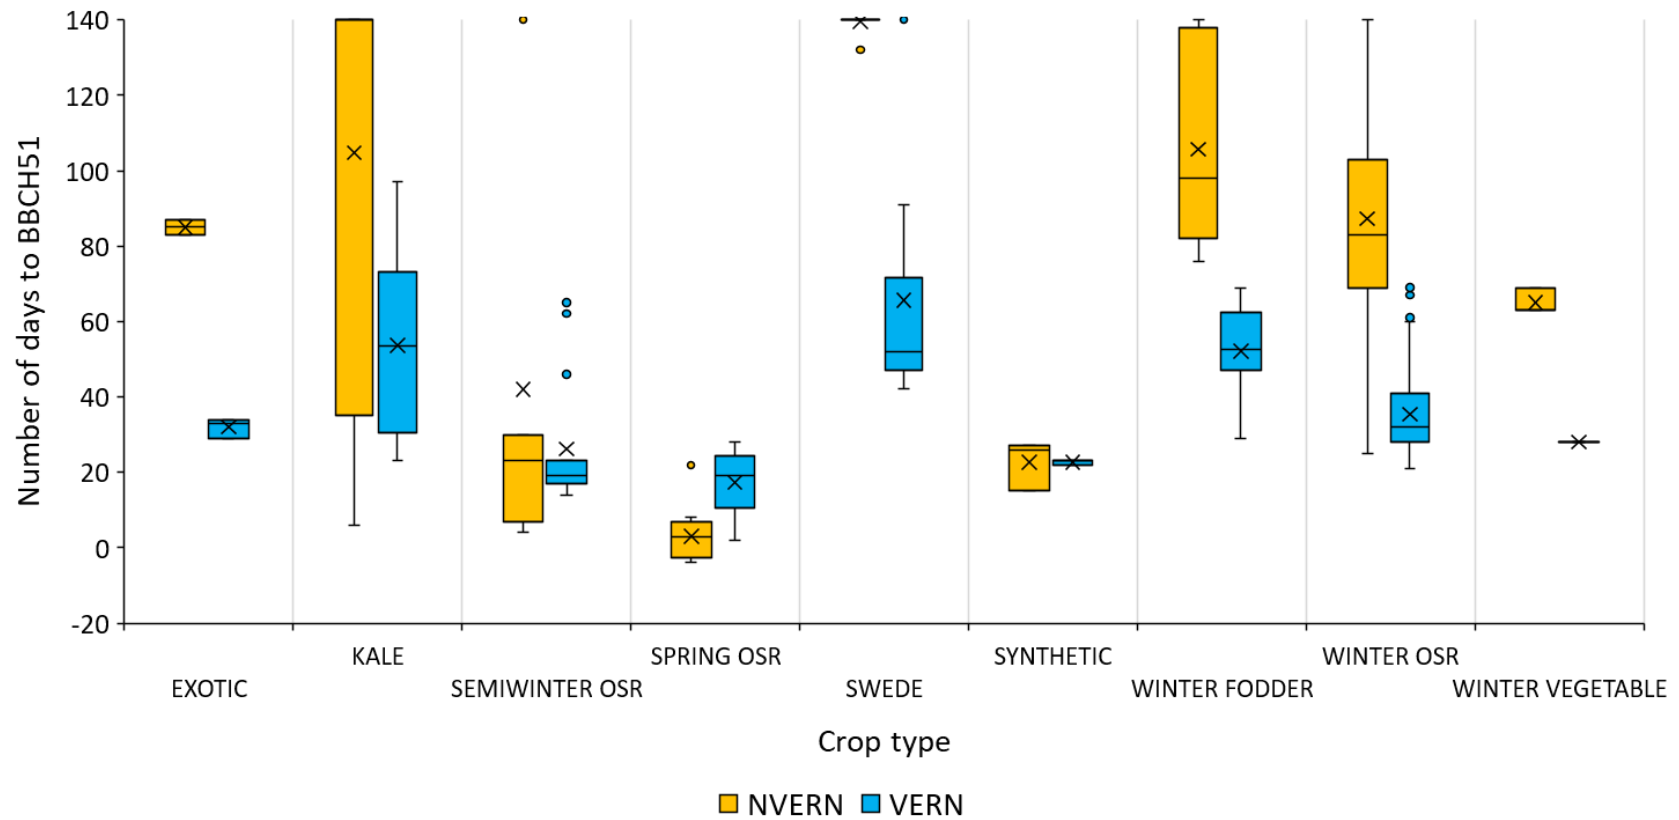 Number of days to BBCH51
140
120
100
80
60
40
20
0
-20
KALE
SPRING OSR
SYNTHETIC
WINTER OSR
EXOTIC
SEMIWINTER OSR
SWEDE
WINTER FODDER
WINTER VEGETABLE
Crop type
NVERN
VERN